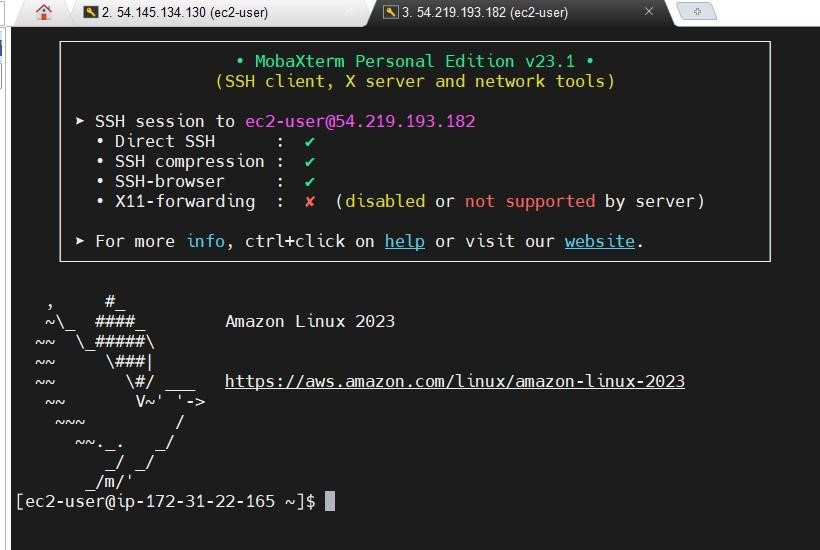 2. 54.145.134.130 (ec2-user)
3. 54.219.193.182 (ec2-user)
• MobaXterm Personal Edition v23.1 •
(SSH client, X server and network tools)
➤ SSH session to ec2-user@54.219.193.182
• Direct SSH : ✔
• SSH compression : ✔
• SSH-browser : ✔
• X11-forwarding : ✘ (disabled or not supported by server)
➤ For more info, ctrl+click on help or visit our website.
   ,     #_
   ~\_  ####_        Amazon Linux 2023
  ~~  \_#####\
  ~~     \###|
  ~~       \#/ ___   https://aws.amazon.com/linux/amazon-linux-2023
   ~~       V~' '->
    ~~~         /
      ~~._.   _/
         _/ _/
       _/m/'
[ec2-user@ip-172-31-22-165 ~]$